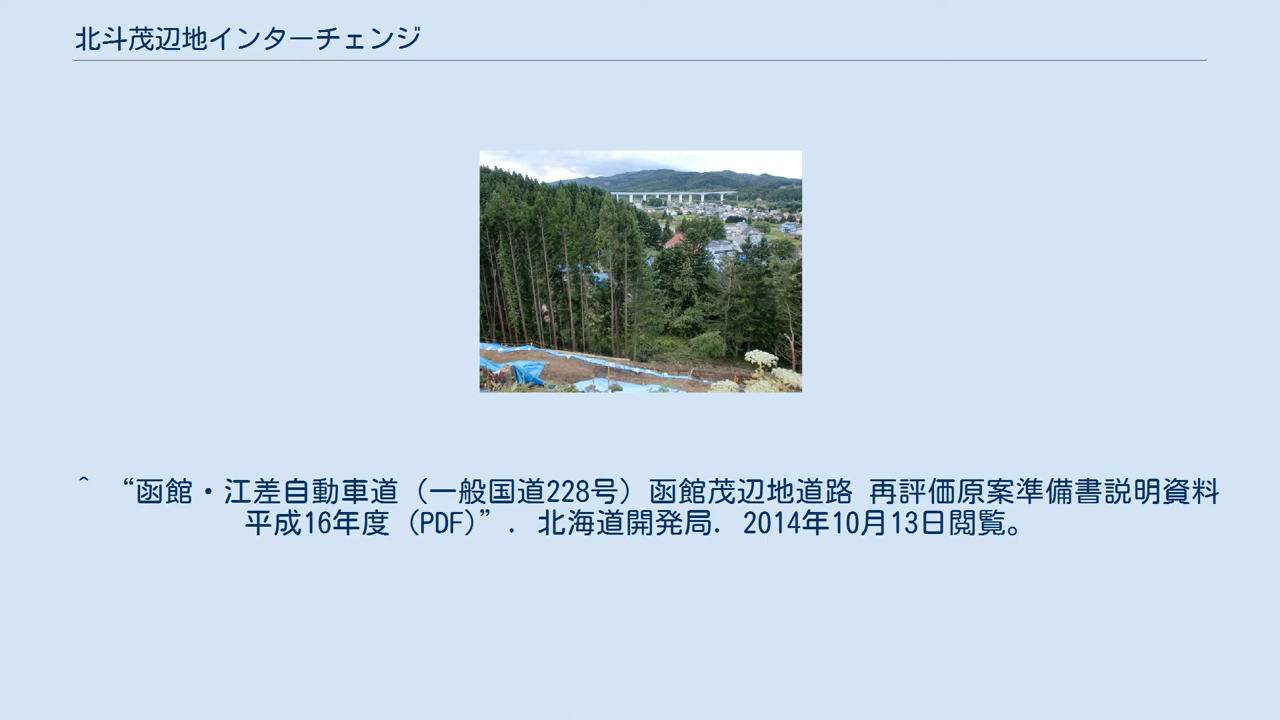 北斗茂辺地インターチェンジ
^ “函館・江差自動車道（一般国道228号）函館茂辺地道路 再評価原案準備書説明資料
平成16年度（PDF）”. 北海道開発局. 2014年10月13日閲覧。